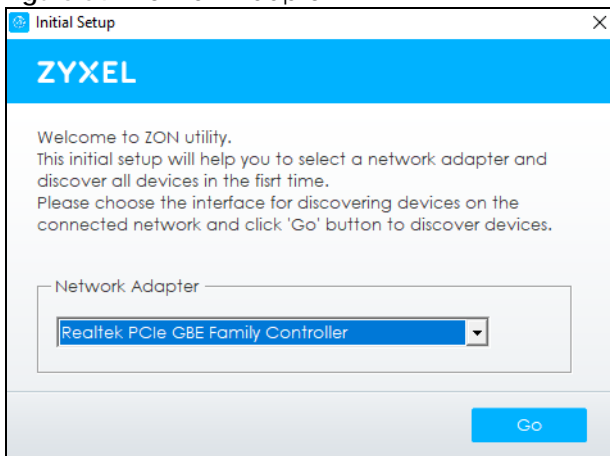 Initial Setup
ZYXEL
Welcome to ZON utility.
This initial setup will help you to select a network adapter and
discover all devices in the fisrt time.
Please choose the interface for discovering devices on the
connected network and click 'Go' button to discover devices.
Network Adapter
Realtek PCIe GBE Family Controller
Go